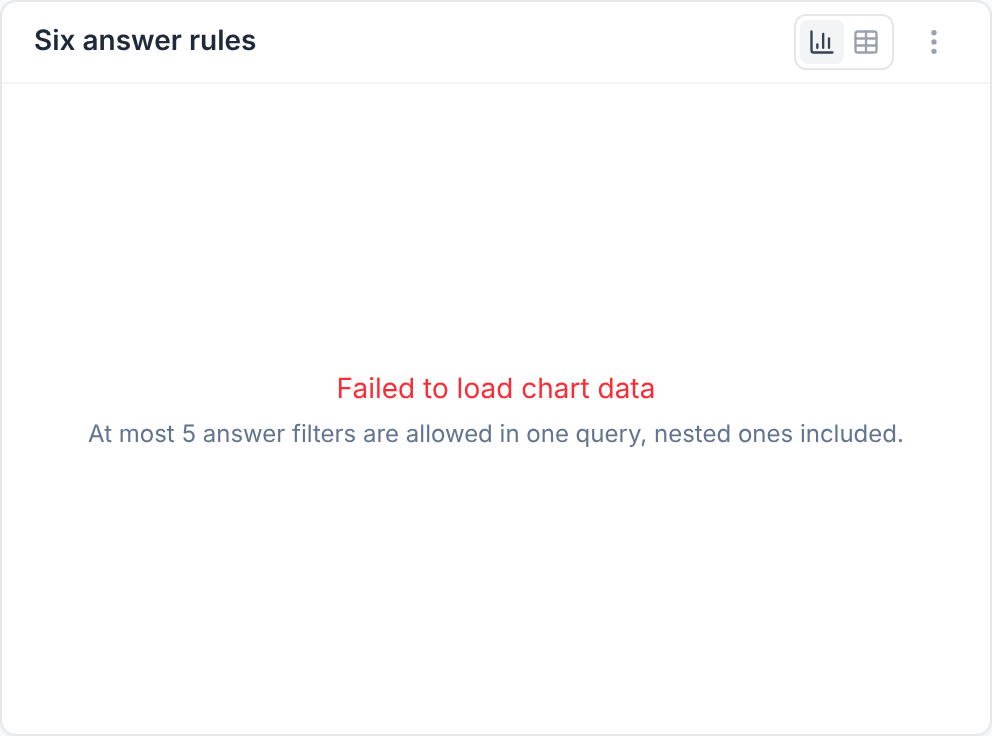 Six answer rules
Failed to load chart data
At most 5 answer filters are allowed in one query, nested ones included.